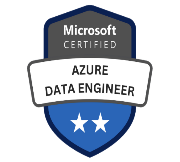 Microsoft
CERTIFIED
AZURE
DATA ENGINEER